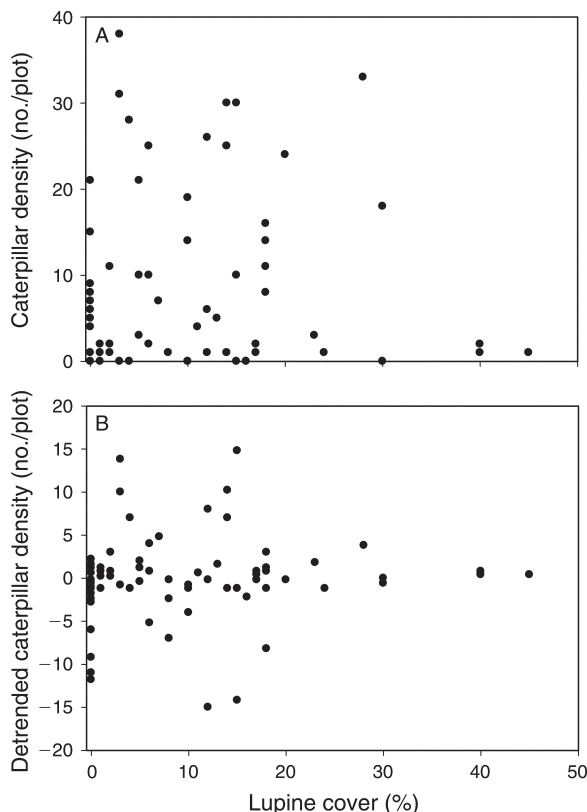 A
Caterpillar density (no./plot)
40
30
20
10
0
B
Detrended caterpillar density (no./plot)
20
15
10
5
0
−5
−10
−15
−20
0 10 20 30 40 50
Lupine cover (%)